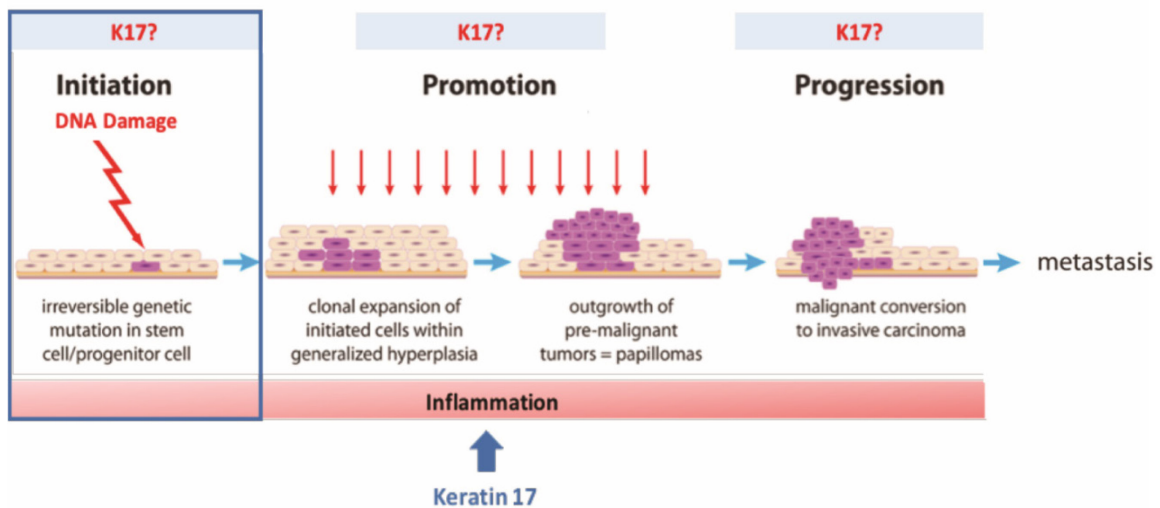 K17?
K17?
K17?
Initiation
Promotion
Progression
DNA Damage
irreversible genetic
mutation in stem
cell/progenitor cell
clonal expansion of
initiated cells within
generalized hyperplasia
outgrowth of
pre-malignant
tumors = papillomas
malignant conversion
to invasive carcinoma
metastasis
Inflammation
Keratin 17